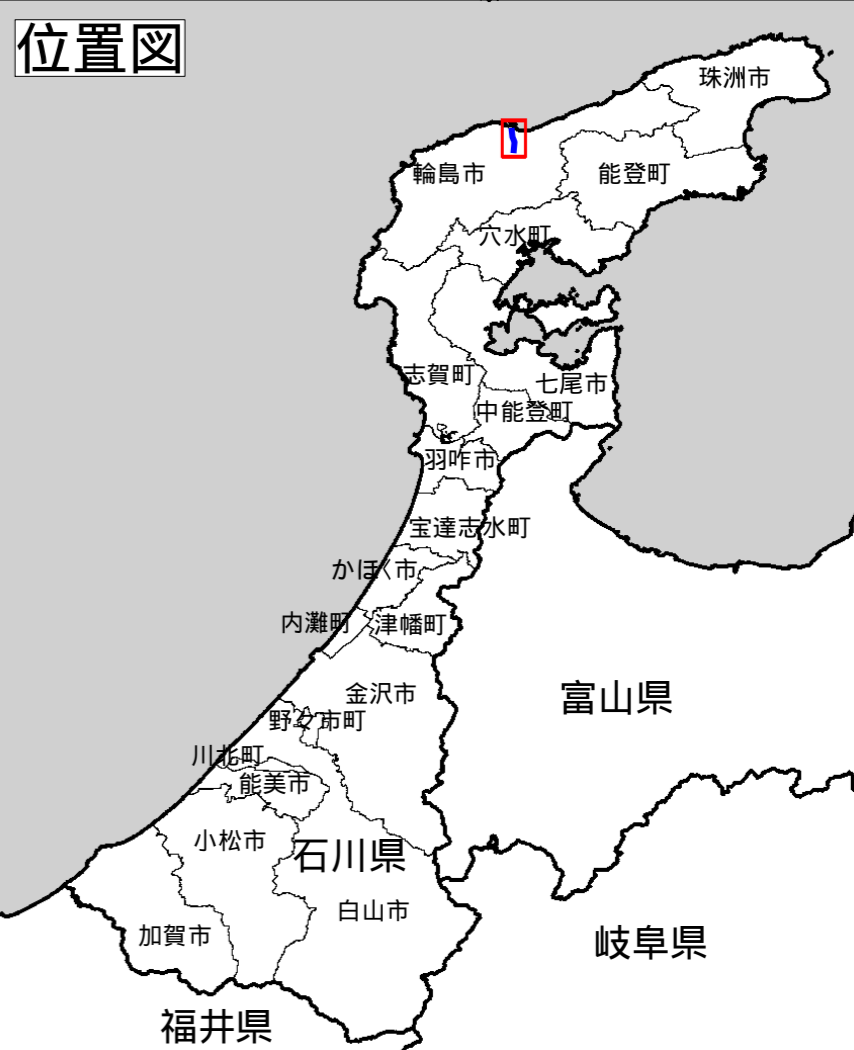 位置図
珠洲市
輪島市
能登町
穴水町
志賀町
七尾市
中能登町
羽咋市
宝達志水町
かほく市
内灘町
津幡町
金沢市
富山県
野々市町
川北町
能美市
小松市
石川県
白山市
加賀市
岐阜県
福井県